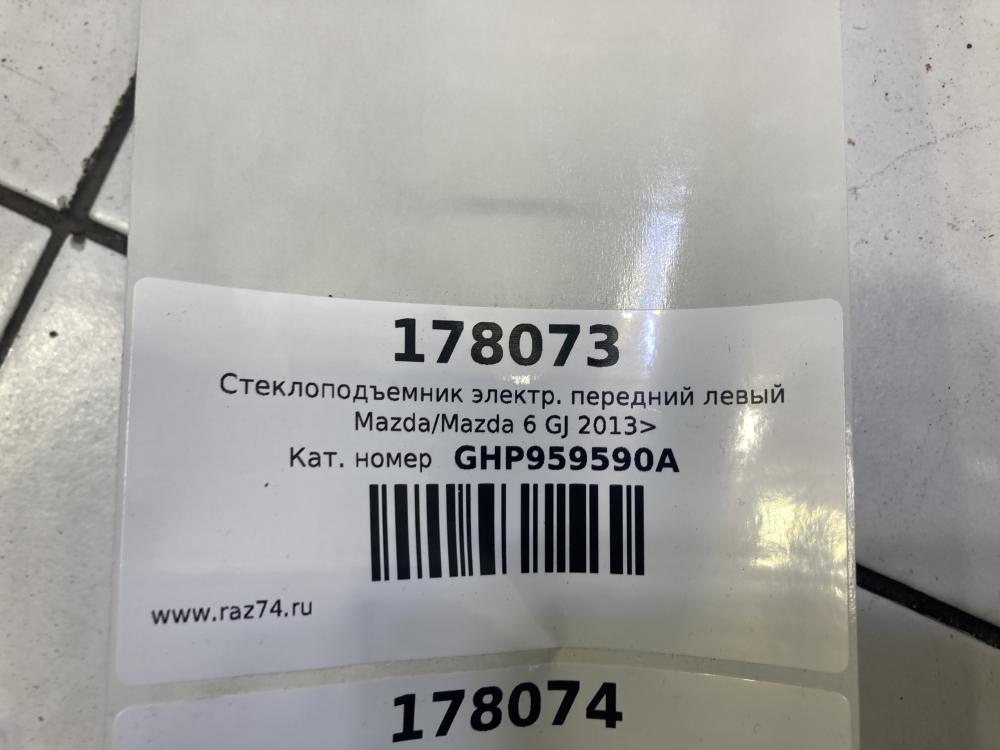 178073
Стеклоподъемник электр. передний левый
Mazda/Mazda 6 GJ 2013>
Кат. номер GHP959590A
www.raz74.ru
178074